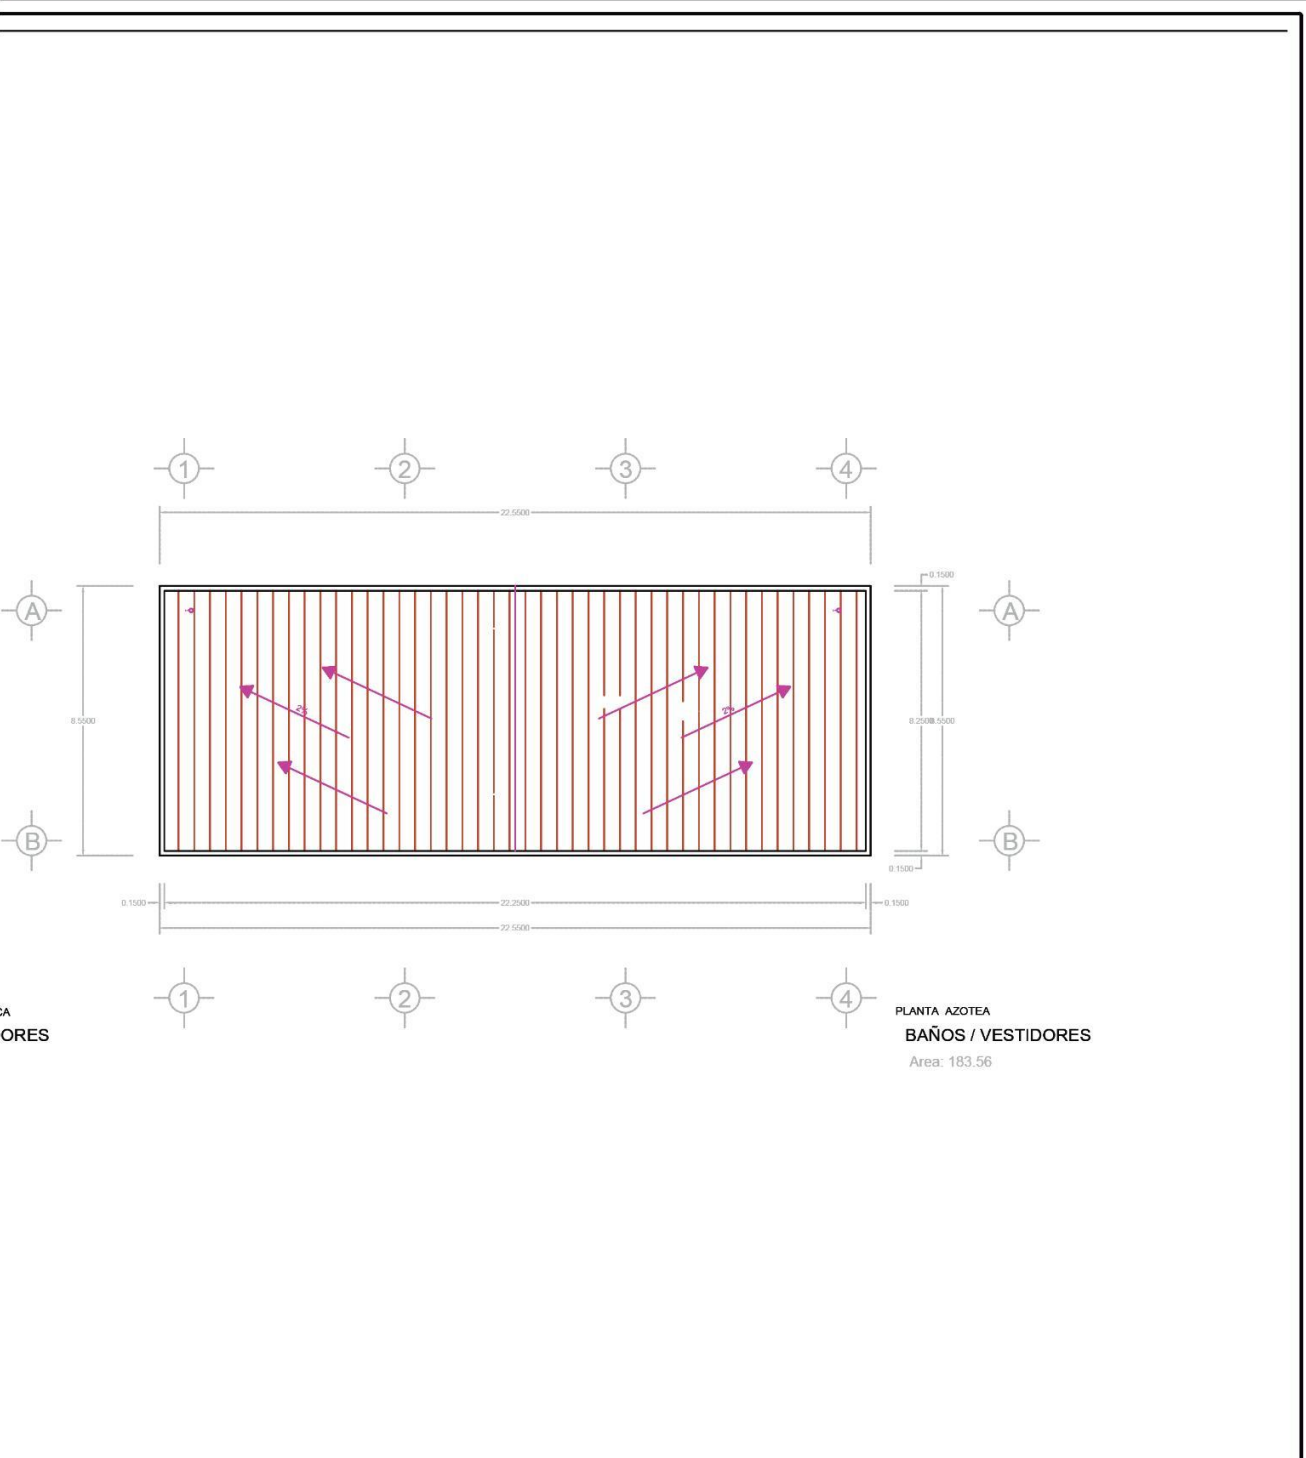 1 2 3 4
22.5500
0.1500
A A
2% 2%
8.5500 8.2500 8.5500
B B
0.1500
0.1500 22.2500 0.1500
22.5500
1 2 3 4
CA
PLANTA AZOTEA
DORES
BAÑOS / VESTIDORES
Area: 183.56